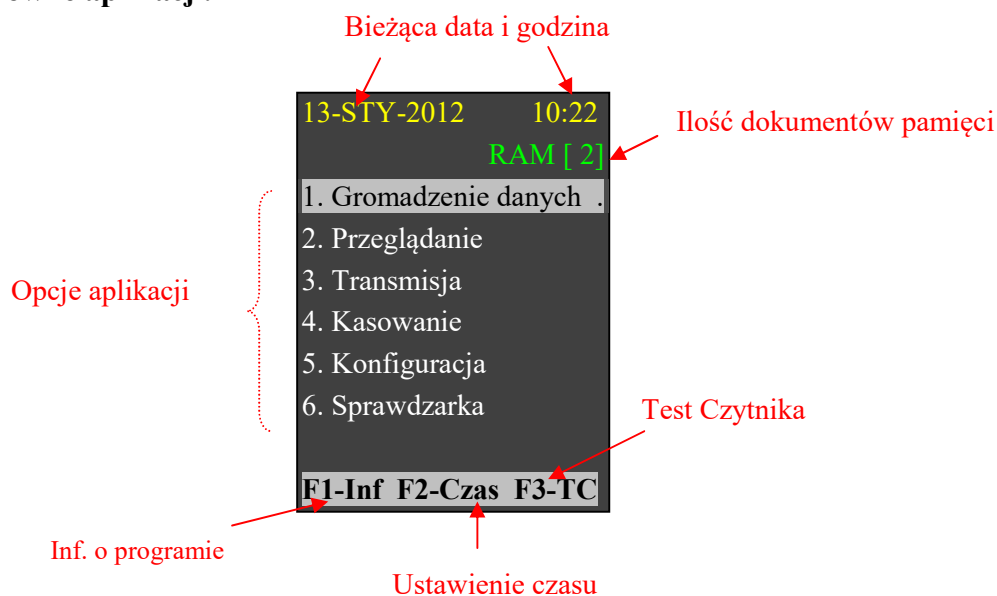 Bieżąca data i godzina
13-STY-2012 10:22
Ilość dokumentów pamięci
RAM [ 2]
1. Gromadzenie danych .
2. Przeglądanie
3. Transmisja
Opcje aplikacji
4. Kasowanie
5. Konfiguracja
6. Sprawdzarka
Test Czytnika
F1-Inf F2-Czas F3-TC
Inf. o programie
Ustawienie czasu